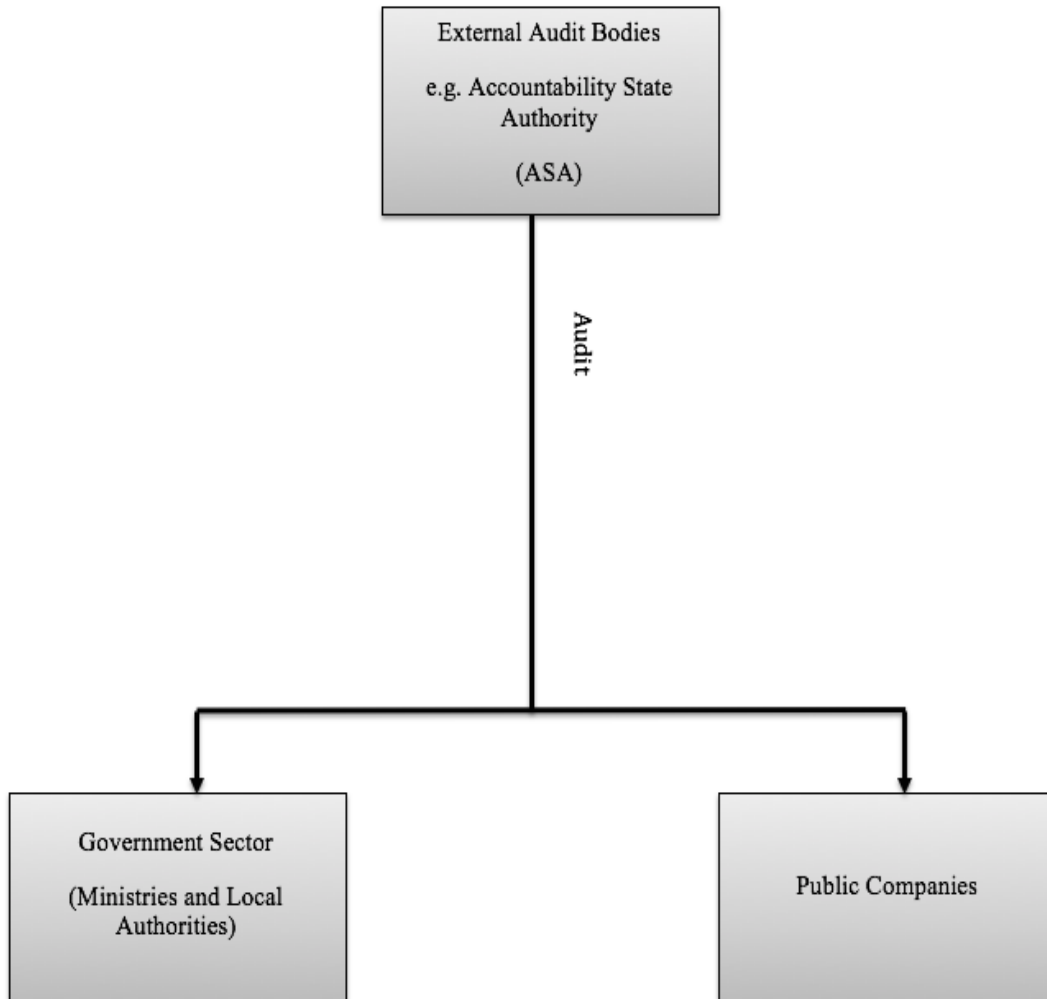 External Audit Bodies
e.g. Accountability State
Authority
(ASA)
Audit
Government Sector
(Ministries and Local
Authorities)
Public Companies